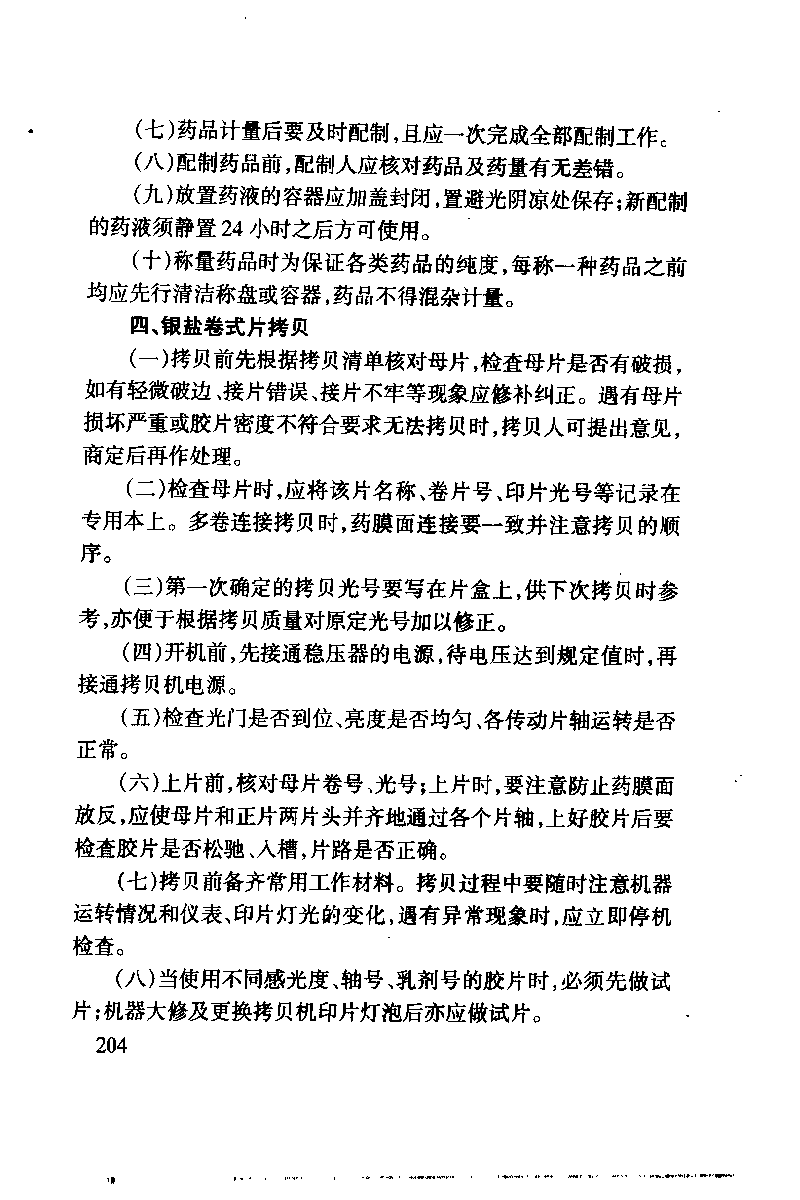 (七)药品计量后要及时配制,且应一次完成全部配制工作。
(八)配制药品前,配制人应核对药品及药量有无差错。
(九)放置药液的容器应加盖封闭,置避光阴凉处保存;新配制
的药液须静置24小时之后方可使用。
(十)称量药品时为保证各类药品的纯度,每称一种药品之前
均应先行清洁称盘或容器,药品不得混杂计量。
四、银盐卷式片拷贝
(一)拷贝前先根据拷贝清单核对母片,检查母片是否有破损,
如有轻微破边、接片错误、接片不牢等现象应修补纠正。遇有母片
损坏严重或胶片密度不符合要求无法拷贝时,拷贝人可提出意见,
商定后再作处理。
(二)检查母片时,应将该片名称、卷片号、印片光号等记录在
专用本上。多卷连接拷贝时,药膜面连接要一致并注意拷贝的顺
序。
(三)第一次确定的拷贝光号要写在片盒上,供下次拷贝时参
考,亦便于根据拷贝质量对原定光号加以修正。
(四)开机前,先接通稳压器的电源,待电压达到规定值时,再
接通拷贝机电源。
(五)检查光门是否到位、亮度是否均匀、各传动片轴运转是否
正常。
(六)上片前,核对母片卷号、光号;上片时,要注意防止药膜面
放反,应使母片和正片两片头并齐地通过各个片轴,上好胶片后要
检查胶片是否松驰、入槽,片路是否正确。
(七)拷贝前备齐常用工作材料。拷贝过程中要随时注意机器
运转情况和仪表、印片灯光的变化,遇有异常现象时,应立即停机
检查。
(八)当使用不同感光度、轴号、乳剂号的胶片时,必须先做试
片;机器大修及更换拷贝机印片灯泡后亦应做试片。
204